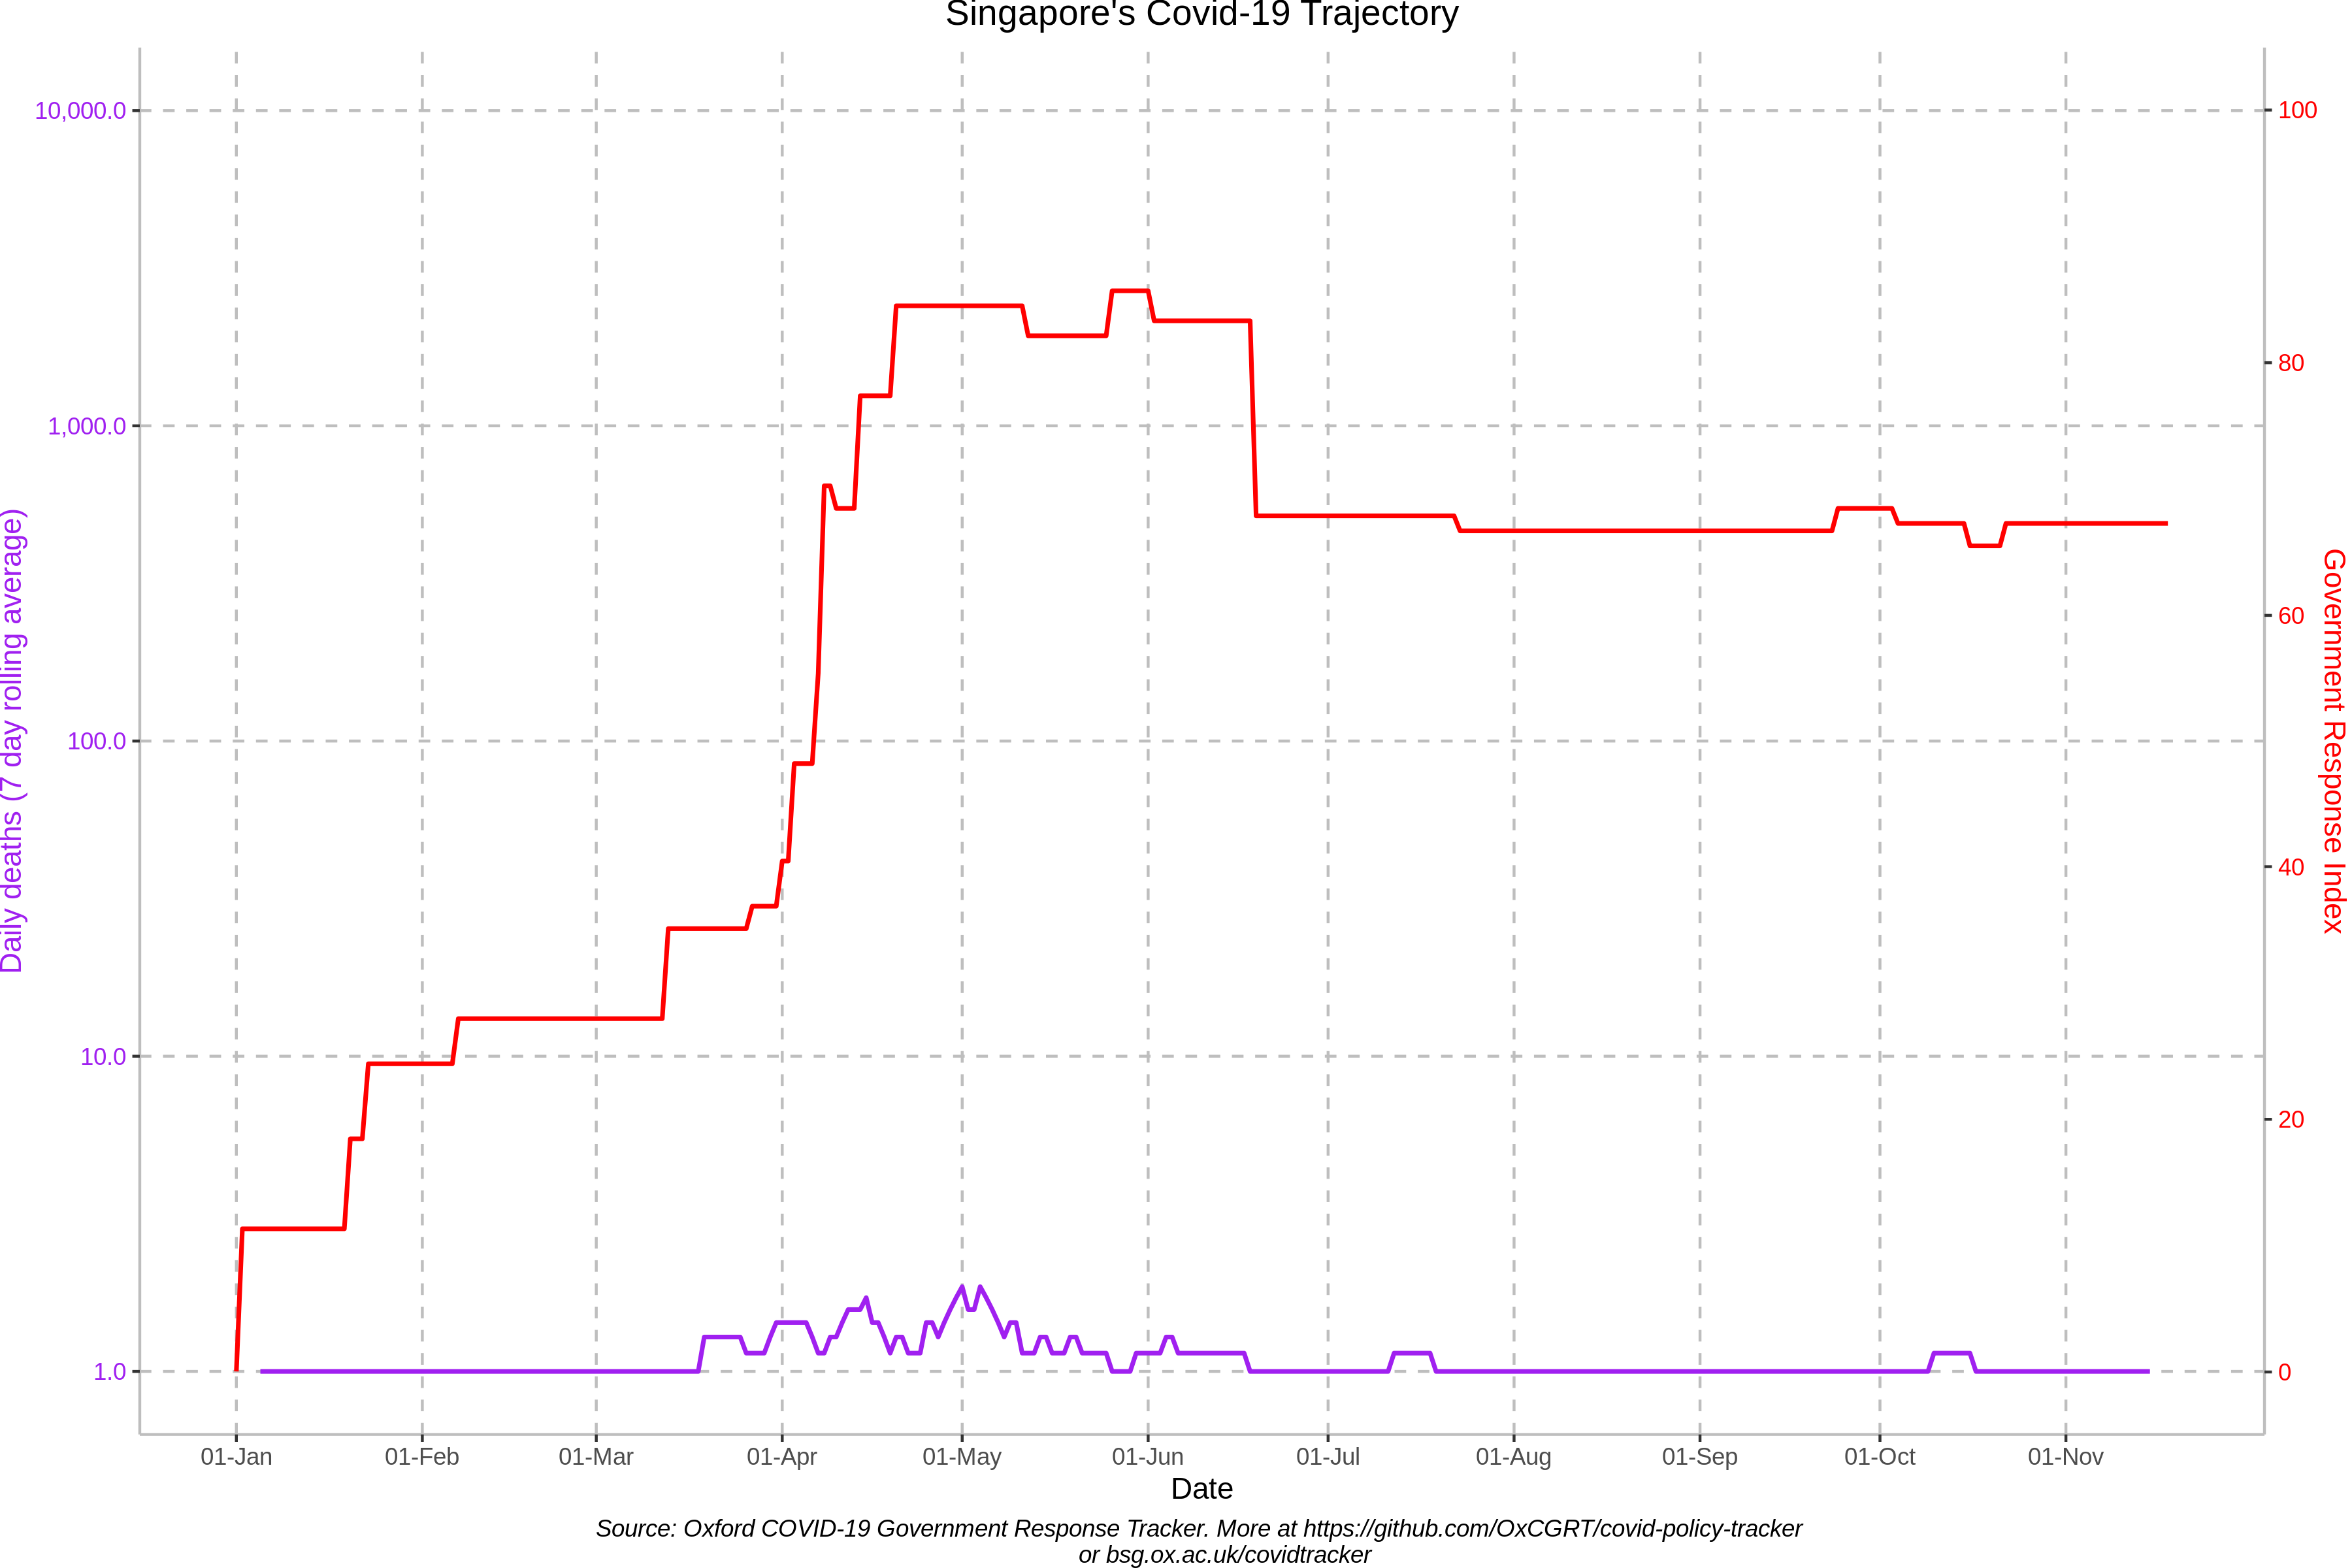 Singapore's Covid-19 Trajectory
10,000.0
1,000.0
100.0
10.0
1.0
Daily deaths (7 day rolling average)
100
80
60
40
20
0
Government Response Index
01-Jan 01-Feb 01-Mar 01-Apr 01-May 01-Jun 01-Jul 01-Aug 01-Sep 01-Oct 01-Nov
Date
Source: Oxford COVID-19 Government Response Tracker. More at https://github.com/OxCGRT/covid-policy-tracker
or bsg.ox.ac.uk/covidtracker